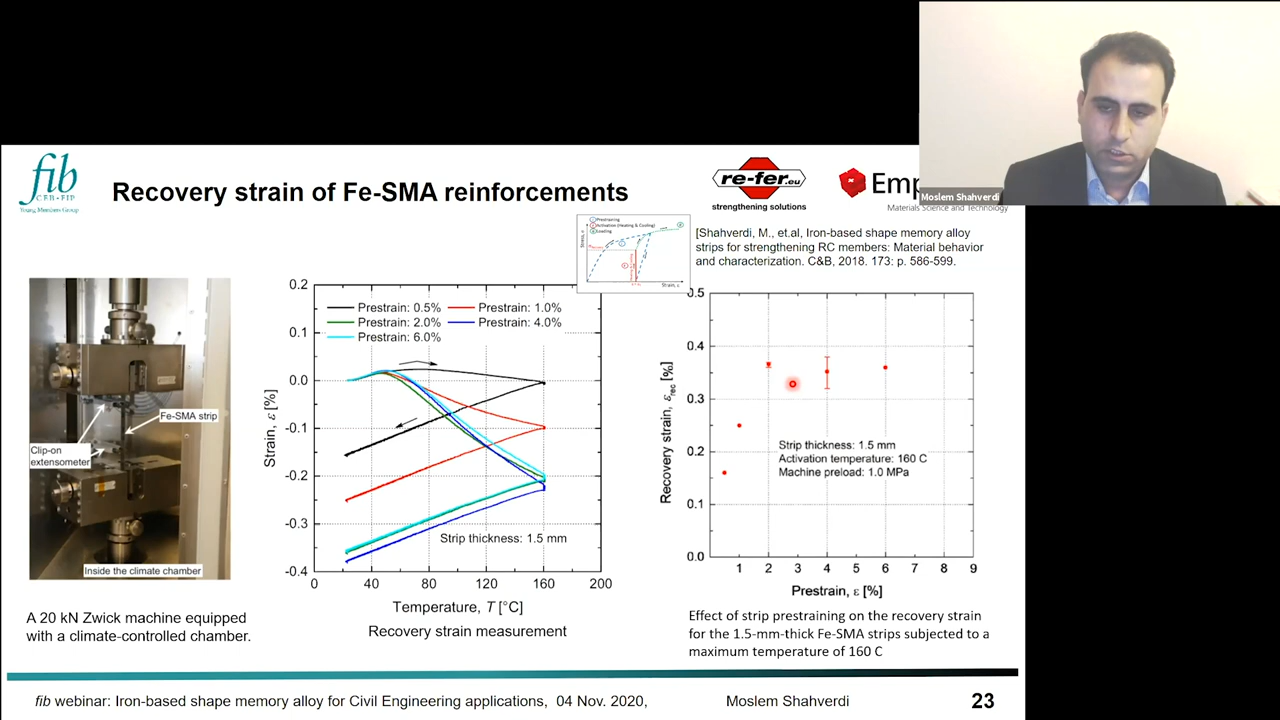 Moslem Shahverdi
fib
CEB-FIP
Young Members Group
Recovery strain of Fe-SMA reinforcements
re-fer.eu
strengthening solutions
Emp
Materials Science and Technology
Prestraining
Activation (Heating & Cooling)
Loading
Strain, ε
[Shahverdi, M., et.al, Iron-based shape memory alloy
strips for strengthening RC members: Material behavior
and characterization. C&B, 2018. 173: p. 586-599.
Fe-SMA strip
Clip-on
extensometer
Inside the climate chamber
A 20 kN Zwick machine equipped
with a climate-controlled chamber.
Prestrain: 0.5% Prestrain: 1.0%
Prestrain: 2.0% Prestrain: 4.0%
Prestrain: 6.0%
0.2
0.1
0.0
-0.1
-0.2
-0.3
-0.4
Strain, ε [%]
Strip thickness: 1.5 mm
0 40 80 120 160 200
Temperature, T [°C]
Recovery strain measurement
0.5
0.4
0.3
0.2
0.1
0.0
Recovery strain, εrec [%]
Strip thickness: 1.5 mm
Activation temperature: 160 C
Machine preload: 1.0 MPa
1 2 3 4 5 6 7 8 9
Prestrain, ε [%]
Effect of strip prestraining on the recovery strain
for the 1.5-mm-thick Fe-SMA strips subjected to a
maximum temperature of 160 C
fib webinar: Iron-based shape memory alloy for Civil Engineering applications, 04 Nov. 2020,
Moslem Shahverdi
23